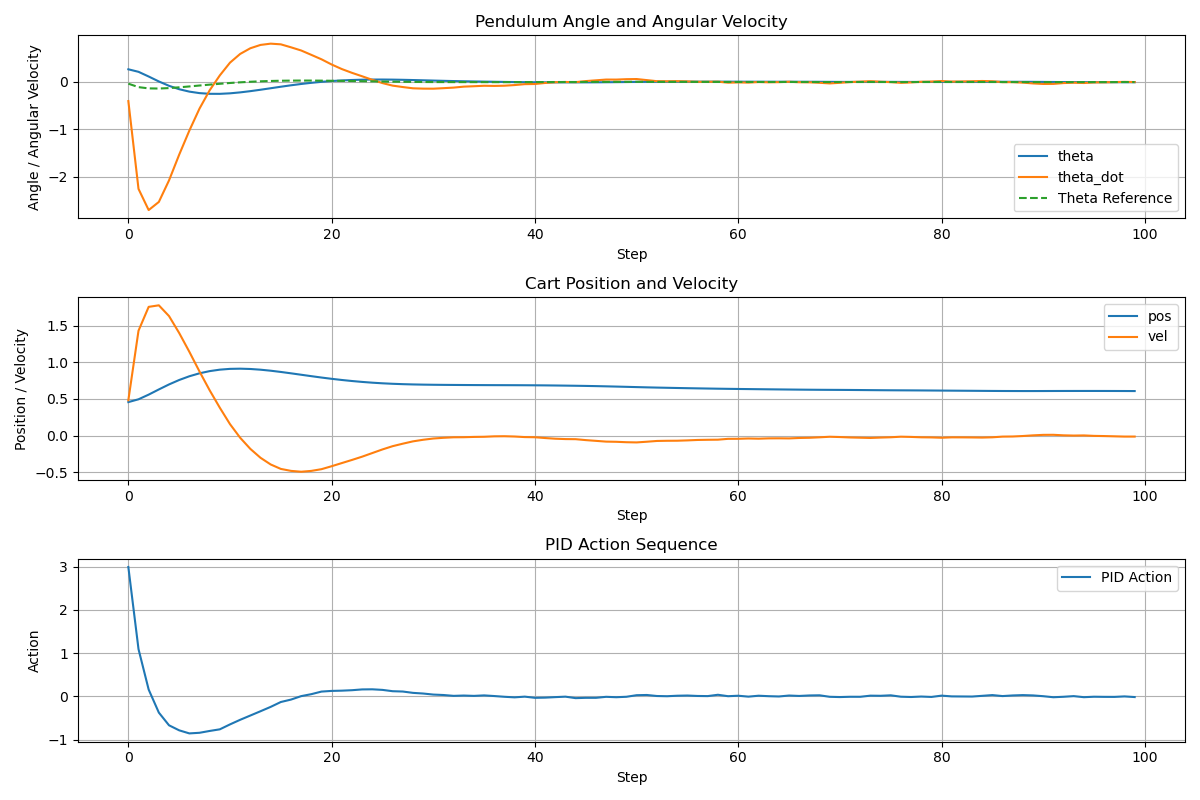 Pendulum Angle and Angular Velocity
Angle / Angular Velocity
0
−1
−2
theta
theta_dot
Theta Reference
0 20 40 60 80 100
Step
Cart Position and Velocity
Position / Velocity
1.5
1.0
0.5
0.0
−0.5
pos
vel
0 20 40 60 80 100
Step
PID Action Sequence
Action
3
2
1
0
−1
PID Action
0 20 40 60 80 100
Step